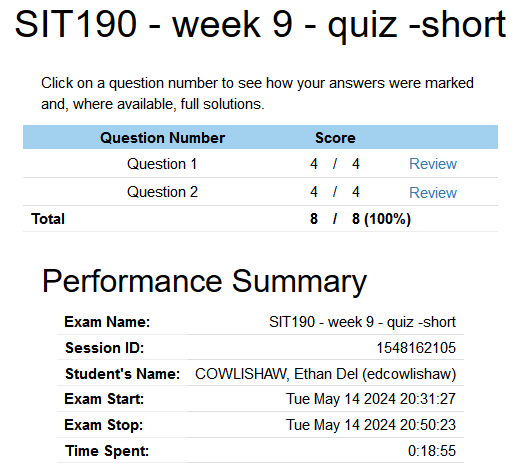 SIT190 - week 9 - quiz -short
Click on a question number to see how your answers were marked
and, where available, full solutions.
Question Number Score
Question 1 4 / 4 Review
Question 2 4 / 4 Review
Total 8 / 8 (100%)
Performance Summary
Exam Name: SIT190 - week 9 - quiz -short
Session ID: 1548162105
Student's Name: COWLISHAW, Ethan Del (edcowlishaw)
Exam Start: Tue May 14 2024 20:31:27
Exam Stop: Tue May 14 2024 20:50:23
Time Spent: 0:18:55